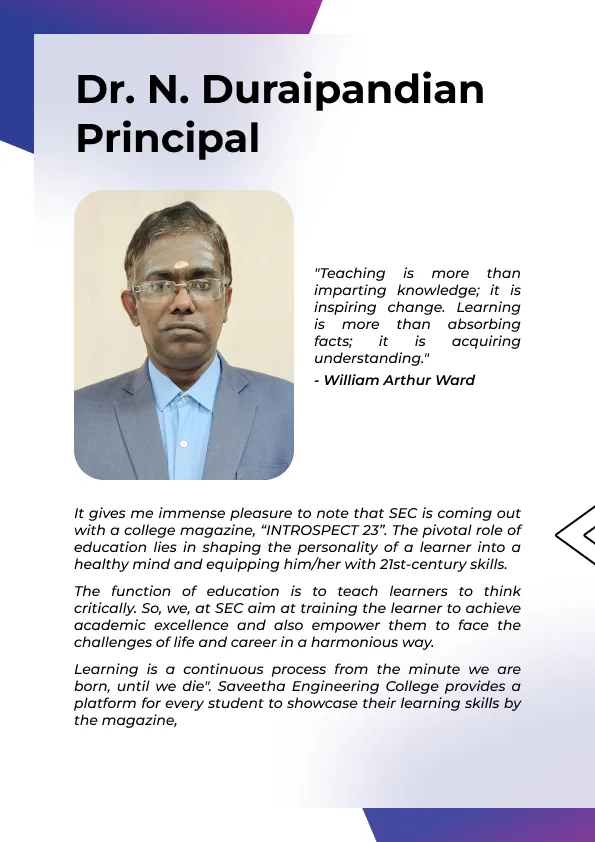 Dr. N. Duraipandian
Principal
"Teaching is more than
imparting knowledge; it is
inspiring change. Learning
is more than absorbing
facts; it is acquiring
understanding."
- William Arthur Ward
It gives me immense pleasure to note that SEC is coming out
with a college magazine, “INTROSPECT 23”. The pivotal role of
education lies in shaping the personality of a learner into a
healthy mind and equipping him/her with 21st-century skills.
The function of education is to teach learners to think
critically. So, we, at SEC aim at training the learner to achieve
academic excellence and also empower them to face the
challenges of life and career in a harmonious way.
Learning is a continuous process from the minute we are
born, until we die". Saveetha Engineering College provides a
platform for every student to showcase their learning skills by
the magazine,